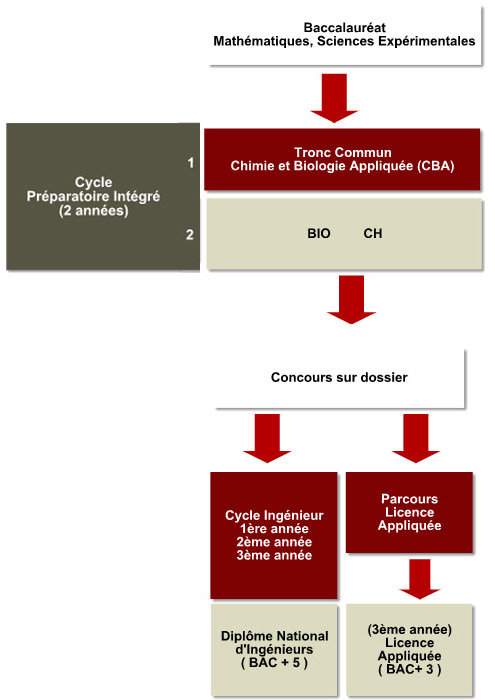 Baccalauréat
Mathématiques, Sciences Expérimentales
Cycle
Préparatoire Intégré
(2 années)
1
Tronc Commun
Chimie et Biologie Appliquée (CBA)
2
BIO CH
Concours sur dossier
Cycle Ingénieur
1ère année
2ème année
3ème année
Parcours
Licence
Appliquée
Diplôme National
d'Ingénieurs
( BAC + 5 )
(3ème année)
Licence
Appliquée
( BAC+ 3 )